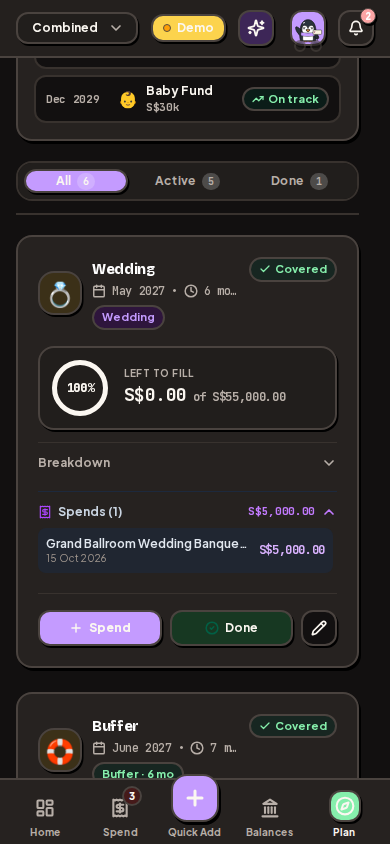 Combined
Demo
2
Dec 2029
Baby Fund
S$30k
On track
All 6
Active 5
Done 1
Wedding
Covered
May 2027 • 6 mo…
Wedding
100%
LEFT TO FILL
S$0.00 of S$55,000.00
Breakdown
Spends (1)
S$5,000.00
Grand Ballroom Wedding Banque…
S$5,000.00
15 Oct 2026
+ Spend
Done
Buffer
Covered
June 2027 • 7 m…
Buffer · 6 mo
3
Home
Spend
Quick Add
Balances
Plan